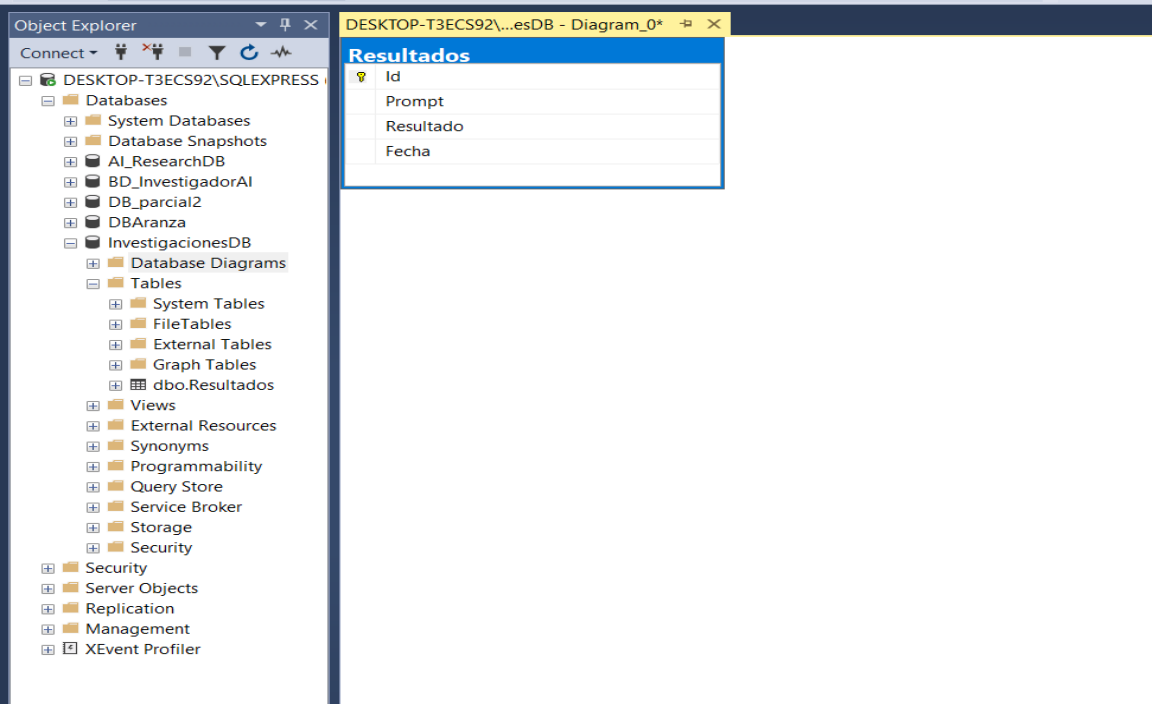 Object Explorer
Connect
DESKTOP-T3ECS92\SQLEXPRESS (
Databases
System Databases
Database Snapshots
AI_ResearchDB
BD_InvestigadorAI
DB_parcial2
DBAranza
InvestigacionesDB
Database Diagrams
Tables
System Tables
FileTables
External Tables
Graph Tables
dbo.Resultados
Views
External Resources
Synonyms
Programmability
Query Store
Service Broker
Storage
Security
Security
Server Objects
Replication
Management
XEvent Profiler
DESKTOP-T3ECS92\...esDB - Diagram_0*
Resultados
Id
Prompt
Resultado
Fecha